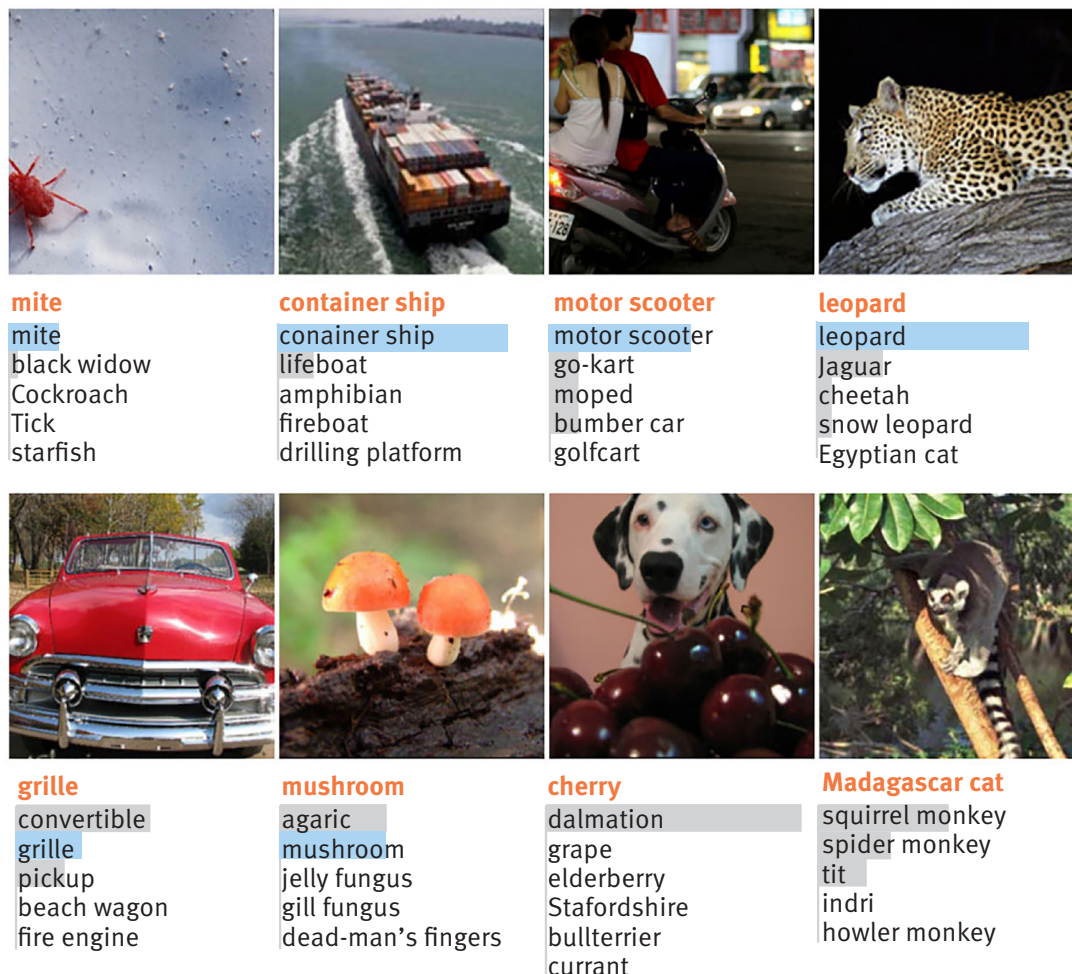 -128
mite
mite
black widow
Cockroach
Tick
starfish
container ship
conainer ship
lifeboat
amphibian
fireboat
drilling platform
motor scooter
motor scooter
go-kart
moped
bumber car
golfcart
leopard
leopard
Jaguar
cheetah
snow leopard
Egyptian cat
grille
convertible
grille
pickup
beach wagon
fire engine
mushroom
agaric
mushroom
jelly fungus
gill fungus
dead-man's fingers
cherry
dalmation
grape
elderberry
Stafordshire
bullterrier
currant
Madagascar cat
squirrel monkey
spider monkey
tit
indri
howler monkey